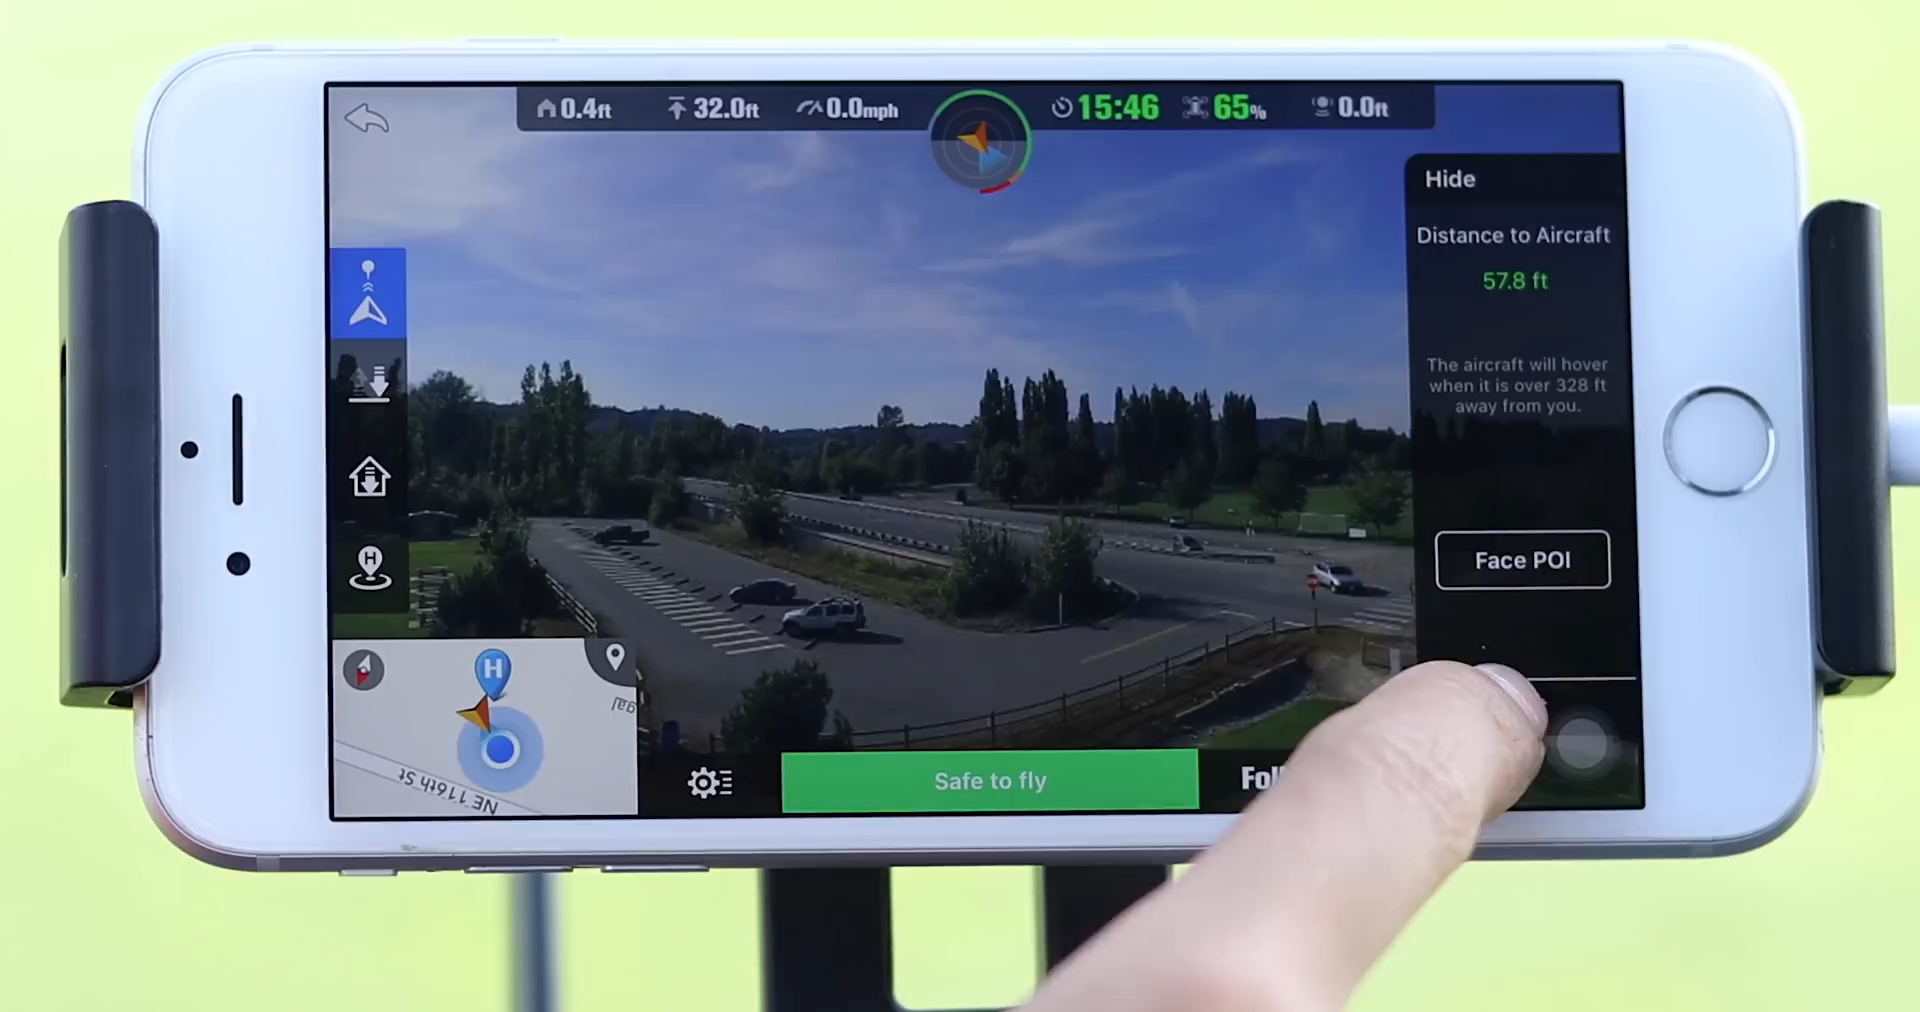 0.4ft 32.0ft 0.0mph 15:46 65% 0.0ft
Hide
Distance to Aircraft
57.8 ft
The aircraft will hover
when it is over 328 ft
away from you.
Face POI
H
H
NE 116th St
Safe to fly